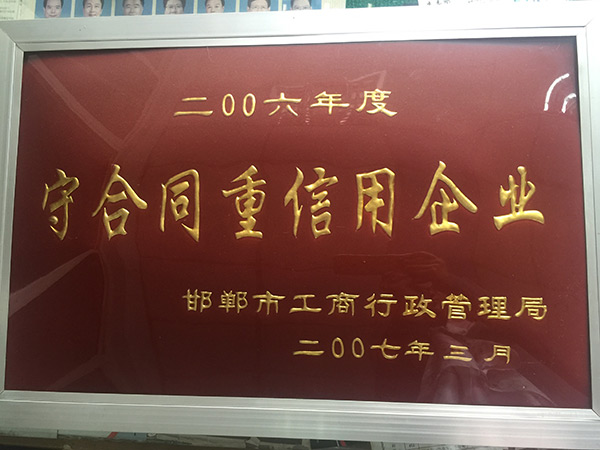 二00六年度
守合同重信用企业
邯郸市工商行政管理局
二00七年三月